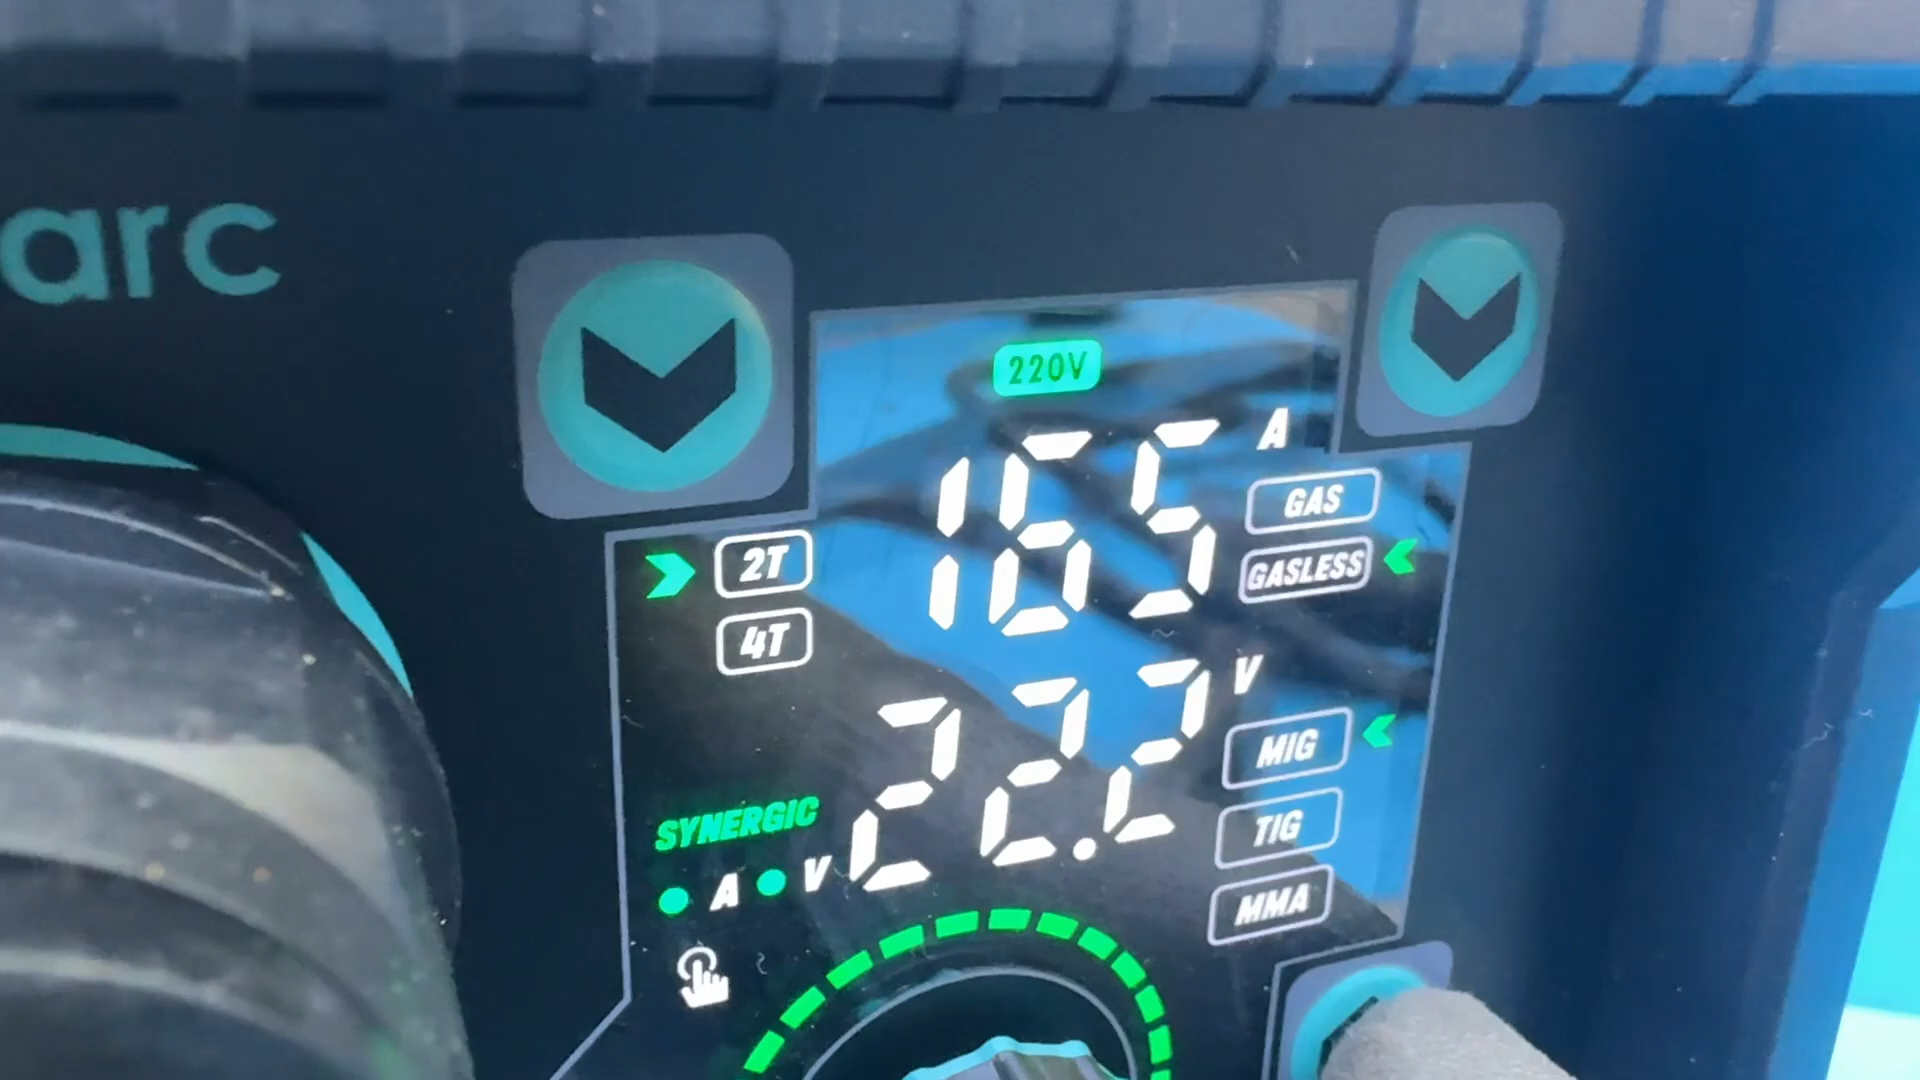 arc
220V
165 A
GAS
2T
GASLESS
4T
22.2 V
MIG
SYNERGIC
TIG
A V
MMA